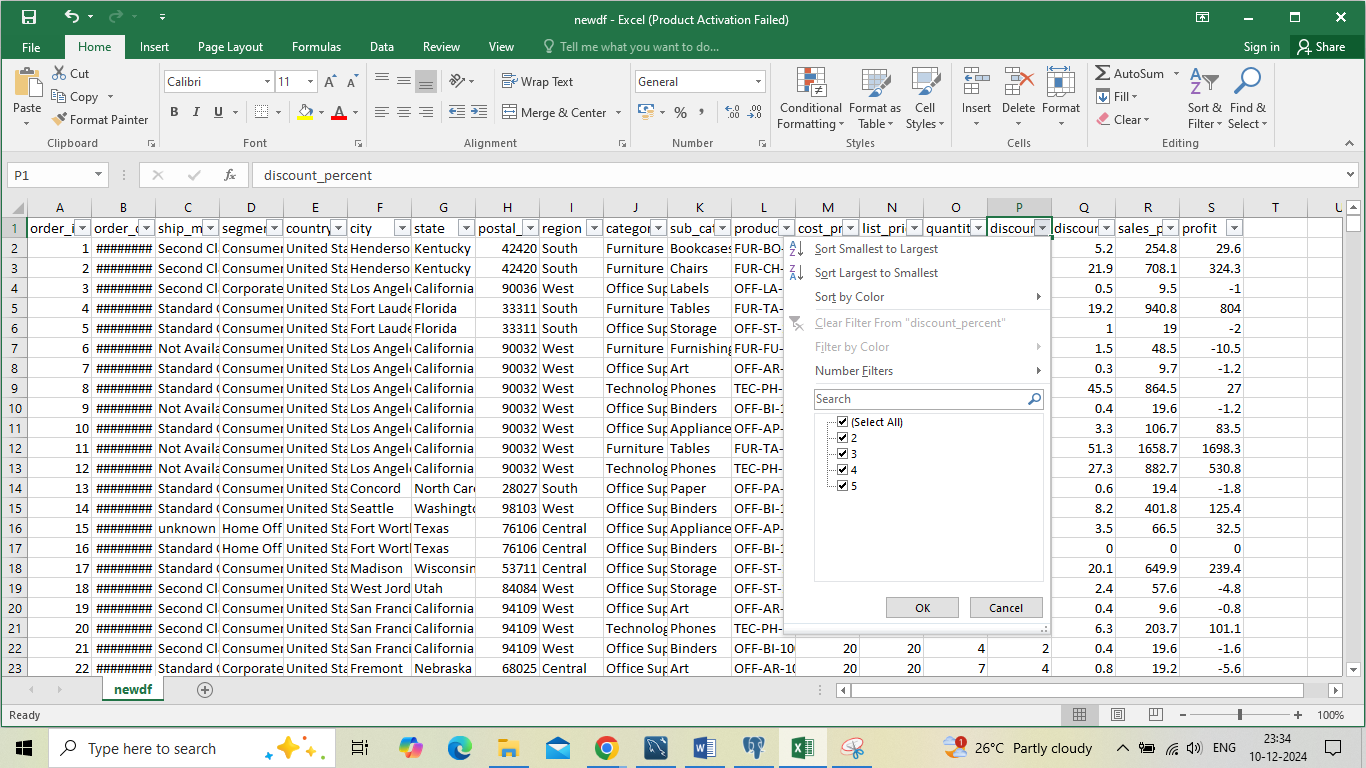 newdf - Excel (Product Activation Failed)
File Home Insert Page Layout Formulas Data Review View Tell me what you want to do... Sign in Share
Paste Cut Copy Format Painter Clipboard
Calibri 11 B I U A A A Font
Wrap Text Merge & Center Alignment
General % , .00 .0 Number
Conditional Formatting Format as Table Cell Styles Styles
Insert Delete Format Cells
AutoSum Fill Clear Sort & Filter Find & Select Editing
P1 fx discount_percent
A B C D E F G H I J K L M N O P Q R S T U
1 order_i order_d ship_m segmen country city state postal_ region categor sub_cat produc cost_pr list_pric quantit discoun discoun sales_p profit
2 1 ######## Second Cl Consumer United Sta Henderso Kentucky 42420 South Furniture Bookcases FUR-BO- 5.2 254.8 29.6
3 2 ######## Second Cl Consumer United Sta Henderso Kentucky 42420 South Furniture Chairs FUR-CH- 21.9 708.1 324.3
4 3 ######## Second Cl Corporate United Sta Los Angele California 90036 West Office Sup Labels OFF-LA- 0.5 9.5 -1
5 4 ######## Standard C Consumer United Sta Fort Laude Florida 33311 South Furniture Tables FUR-TA- 19.2 940.8 804
6 5 ######## Standard C Consumer United Sta Fort Laude Florida 33311 South Office Sup Storage OFF-ST- 1 19 -2
7 6 ######## Not Availa Consumer United Sta Los Angele California 90032 West Furniture Furnishing FUR-FU- 1.5 48.5 -10.5
8 7 ######## Standard C Consumer United Sta Los Angele California 90032 West Office Sup Art OFF-AR- 0.3 9.7 -1.2
9 8 ######## Standard C Consumer United Sta Los Angele California 90032 West Technolog Phones TEC-PH- 45.5 864.5 27
10 9 ######## Not Availa Consumer United Sta Los Angele California 90032 West Office Sup Binders OFF-BI-1 0.4 19.6 -1.2
11 10 ######## Standard C Consumer United Sta Los Angele California 90032 West Office Sup Appliance OFF-AP- 3.3 106.7 83.5
12 11 ######## Not Availa Consumer United Sta Los Angele California 90032 West Furniture Tables FUR-TA- 51.3 1658.7 1698.3
13 12 ######## Not Availa Consumer United Sta Los Angele California 90032 West Technolog Phones TEC-PH- 27.3 882.7 530.8
14 13 ######## Standard C Consumer United Sta Concord North Car 28027 South Office Sup Paper OFF-PA- 0.6 19.4 -1.8
15 14 ######## Standard C Consumer United Sta Seattle Washingto 98103 West Office Sup Binders OFF-BI-1 8.2 401.8 125.4
16 15 ######## unknown Home Off United Sta Fort Wort Texas 76106 Central Office Sup Appliance OFF-AP- 3.5 66.5 32.5
17 16 ######## Standard C Home Off United Sta Fort Wort Texas 76106 Central Office Sup Binders OFF-BI-1 0 0 0
18 17 ######## Standard C Consumer United Sta Madison Wisconsin 53711 Central Office Sup Storage OFF-ST- 20.1 649.9 239.4
19 18 ######## Second Cl Consumer United Sta West Jord Utah 84084 West Office Sup Storage OFF-ST- 2.4 57.6 -4.8
20 19 ######## Second Cl Consumer United Sta San Franci California 94109 West Office Sup Art OFF-AR- 0.4 9.6 -0.8
21 20 ######## Second Cl Consumer United Sta San Franci California 94109 West Technolog Phones TEC-PH- 6.3 203.7 101.1
22 21 ######## Second Cl Consumer United Sta San Franci California 94109 West Office Sup Binders OFF-BI-10 20 20 4 2 0.4 19.6 -1.6
23 22 ######## Standard C Corporate United Sta Fremont Nebraska 68025 Central Office Sup Art OFF-AR-10 20 20 7 4 0.8 19.2 -5.6
Sort Smallest to Largest
Sort Largest to Smallest
Sort by Color
Clear Filter From "discount_percent"
Filter by Color
Number Filters
Search
(Select All)
2
3
4
5
OK Cancel
newdf
Ready 100%
Type here to search 26°C Partly cloudy ENG 23:34
10-12-2024